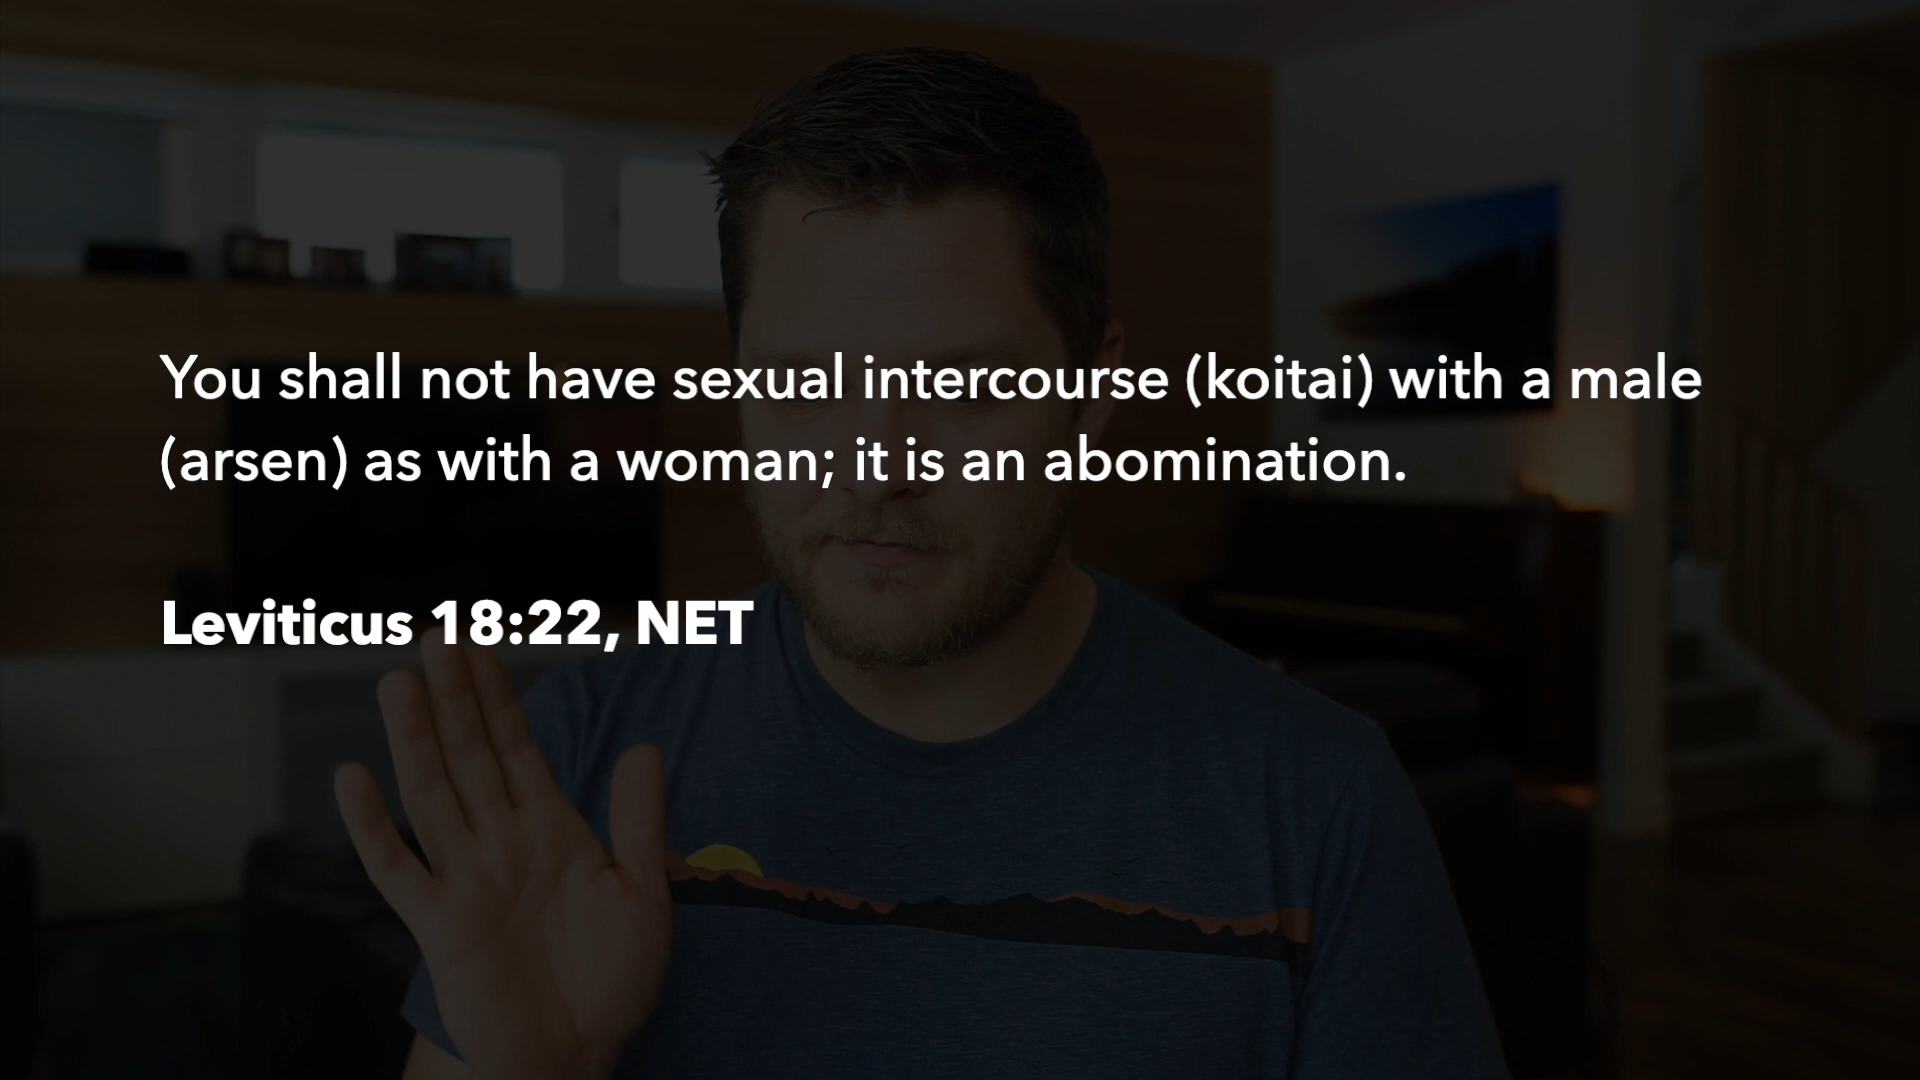 You shall not have sexual intercourse (koitai) with a male
(arsen) as with a woman; it is an abomination.
Leviticus 18:22, NET